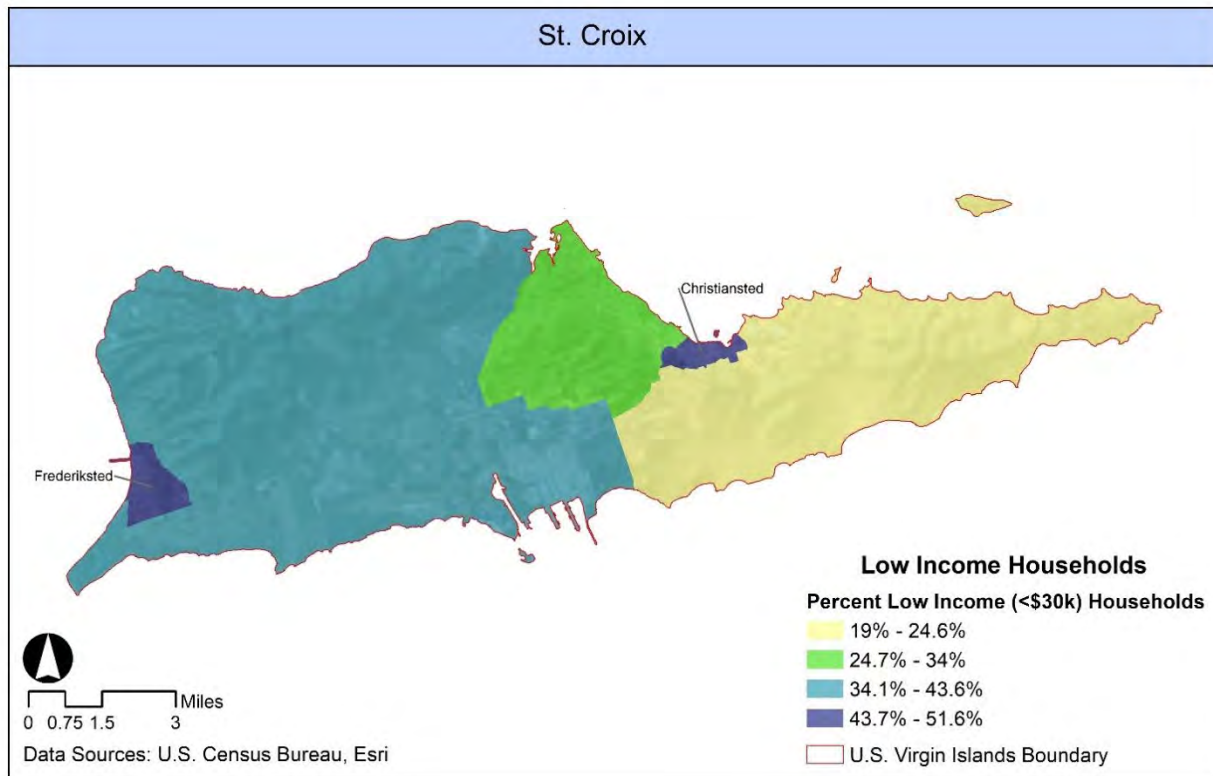 St. Croix
Christiansted
Frederiksted
Low Income Households
Percent Low Income (<$30k) Households
19% - 24.6%
24.7% - 34%
34.1% - 43.6%
43.7% - 51.6%
U.S. Virgin Islands Boundary
Miles
0 0.75 1.5 3
Data Sources: U.S. Census Bureau, Esri